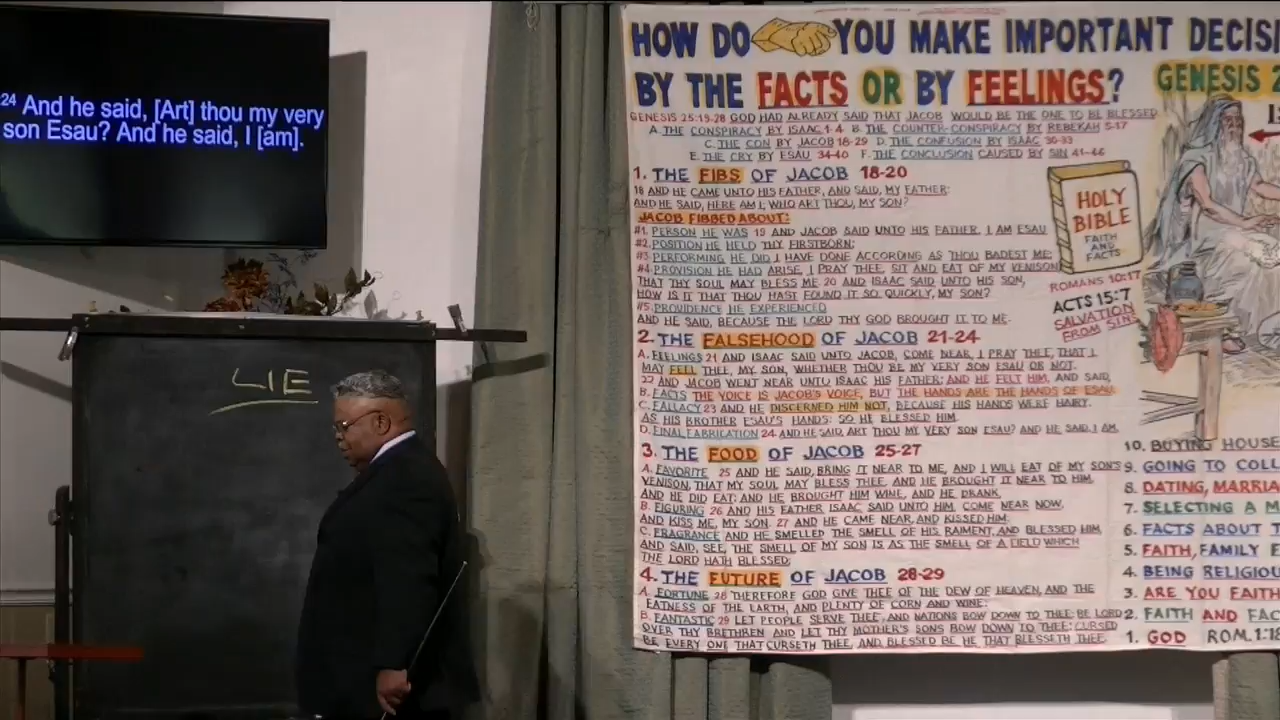 24 And he said, [Art] thou my very
son Esau? And he said, I [am].
LIE
HOW DO YOU MAKE IMPORTANT DECISI
BY THE FACTS OR BY FEELINGS?
GENESIS 2
GENESIS 25:19-28 GOD HAD ALREADY SAID THAT JACOB WOULD BE THE ONE TO BE BLESSED
A. THE CONSPIRACY BY ISAAC 1-4 B. THE COUNTER-CONSPIRACY BY REBEKAH 5-17
C. THE CON BY JACOB 18-29 D. THE CONFUSION BY ISAAC 30-33
E. THE CRY BY ESAU 34-40 F. THE CONCLUSION CAUSED BY SIN 41-46
1. THE FIBS OF JACOB 18-20
18 AND HE CAME UNTO HIS FATHER, AND SAID, MY FATHER:
AND HE SAID, HERE AM I; WHO ART THOU, MY SON?
JACOB FIBBED ABOUT:
#1. PERSON HE WAS 19 AND JACOB SAID UNTO HIS FATHER, I AM ESAU
#2. POSITION HE HELD THY FIRSTBORN;
#3 PERFORMING HE DID I HAVE DONE ACCORDING AS THOU BADEST ME:
#4. PROVISION HE HAD ARISE, I PRAY THEE, SIT AND EAT OF MY VENISON,
THAT THY SOUL MAY BLESS ME 20 AND ISAAC SAID UNTO HIS SON,
HOW IS IT THAT THOU HAST FOUND IT SO QUICKLY, MY SON?
#5. PROVIDENCE HE EXPERIENCED
AND HE SAID, BECAUSE THE LORD THY GOD BROUGHT IT TO ME.
HOLY
BIBLE
FAITH
AND
FACTS
ROMANS 10:17
ACTS 15:7
SALVATION
FROM SIN
2. THE FALSEHOOD OF JACOB 21-24
A. FEELINGS 21 AND ISAAC SAID UNTO JACOB, COME NEAR, I PRAY THEE, THAT I
MAY FEEL THEE, MY SON, WHETHER THOU BE MY VERY SON ESAU OR NOT.
22 AND JACOB WENT NEAR UNTO ISAAC HIS FATHER; AND HE FELT HIM, AND SAID,
B. FACTS THE VOICE IS JACOB'S VOICE, BUT THE HANDS ARE THE HANDS OF ESAU.
C. FALLACY 23 AND HE DISCERNED HIM NOT, BECAUSE HIS HANDS WERE HAIRY,
AS HIS BROTHER ESAU'S HANDS: SO HE BLESSED HIM.
D. FINAL FABRICATION 24 AND HE SAID, ART THOU MY VERY SON ESAU? AND HE SAID, I AM.
3. THE FOOD OF JACOB 25-27
A. FAVORITE 25 AND HE SAID, BRING IT NEAR TO ME, AND I WILL EAT OF MY SON'S
VENISON, THAT MY SOUL MAY BLESS THEE. AND HE BROUGHT IT NEAR TO HIM,
AND HE DID EAT: AND HE BROUGHT HIM WINE, AND HE DRANK.
B. FIGURING 26 AND HIS FATHER ISAAC SAID UNTO HIM, COME NEAR NOW,
AND KISS ME, MY SON. 27 AND HE CAME NEAR, AND KISSED HIM:
C. FRAGRANCE AND HE SMELLED THE SMELL OF HIS RAIMENT, AND BLESSED HIM,
AND SAID, SEE, THE SMELL OF MY SON IS AS THE SMELL OF A FIELD WHICH
THE LORD HATH BLESSED:
4. THE FUTURE OF JACOB 28-29
A. FORTUNE 28 THEREFORE GOD GIVE THEE OF THE DEW OF HEAVEN, AND THE
FATNESS OF THE EARTH, AND PLENTY OF CORN AND WINE:
B. FANTASTIC 29 LET PEOPLE SERVE THEE, AND NATIONS BOW DOWN TO THEE: BE LORD
OVER THY BRETHREN, AND LET THY MOTHER'S SONS BOW DOWN TO THEE: CURSED
BE EVERY ONE THAT CURSETH THEE, AND BLESSED BE HE THAT BLESSETH THEE.
10. BUYING HOUSE
9. GOING TO COLL
8. DATING, MARRIA
7. SELECTING A M
6. FACTS ABOUT T
5. FAITH, FAMILY F
4. BEING RELIGIOU
3. ARE YOU FAITH
2. FAITH AND FAC
1. GOD ROM. 1:18